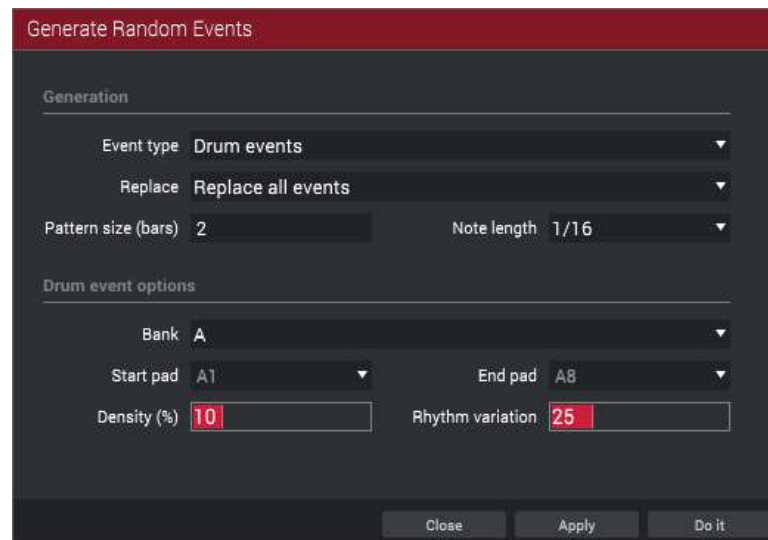 Generate Random Events
Generation
Event type Drum events
Replace Replace all events
Pattern size (bars) 2 Note length 1/16
Drum event options
Bank A
Start pad A1 End pad A8
Density (%) 10 Rhythm variation 25
Close Apply Do it